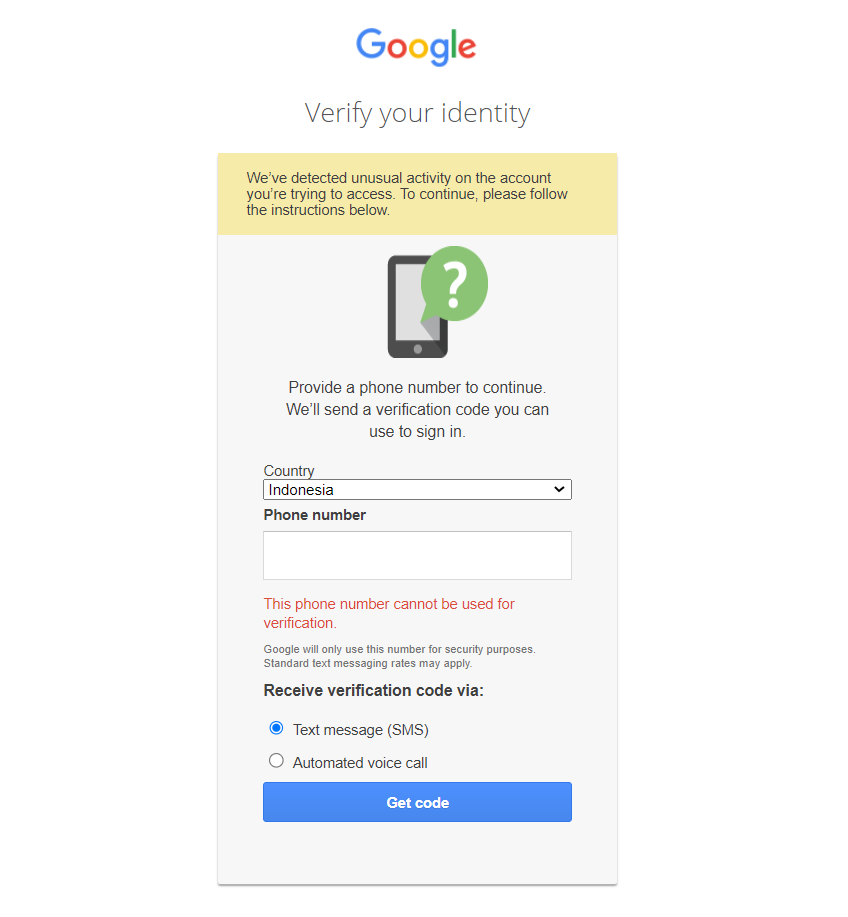 Google
Verify your identity
We’ve detected unusual activity on the account
you’re trying to access. To continue, please follow
the instructions below.
?
Provide a phone number to continue.
We’ll send a verification code you can
use to sign in.
Country
Indonesia
Phone number
This phone number cannot be used for
verification.
Google will only use this number for security purposes.
Standard text messaging rates may apply.
Receive verification code via:
Text message (SMS)
Automated voice call
Get code